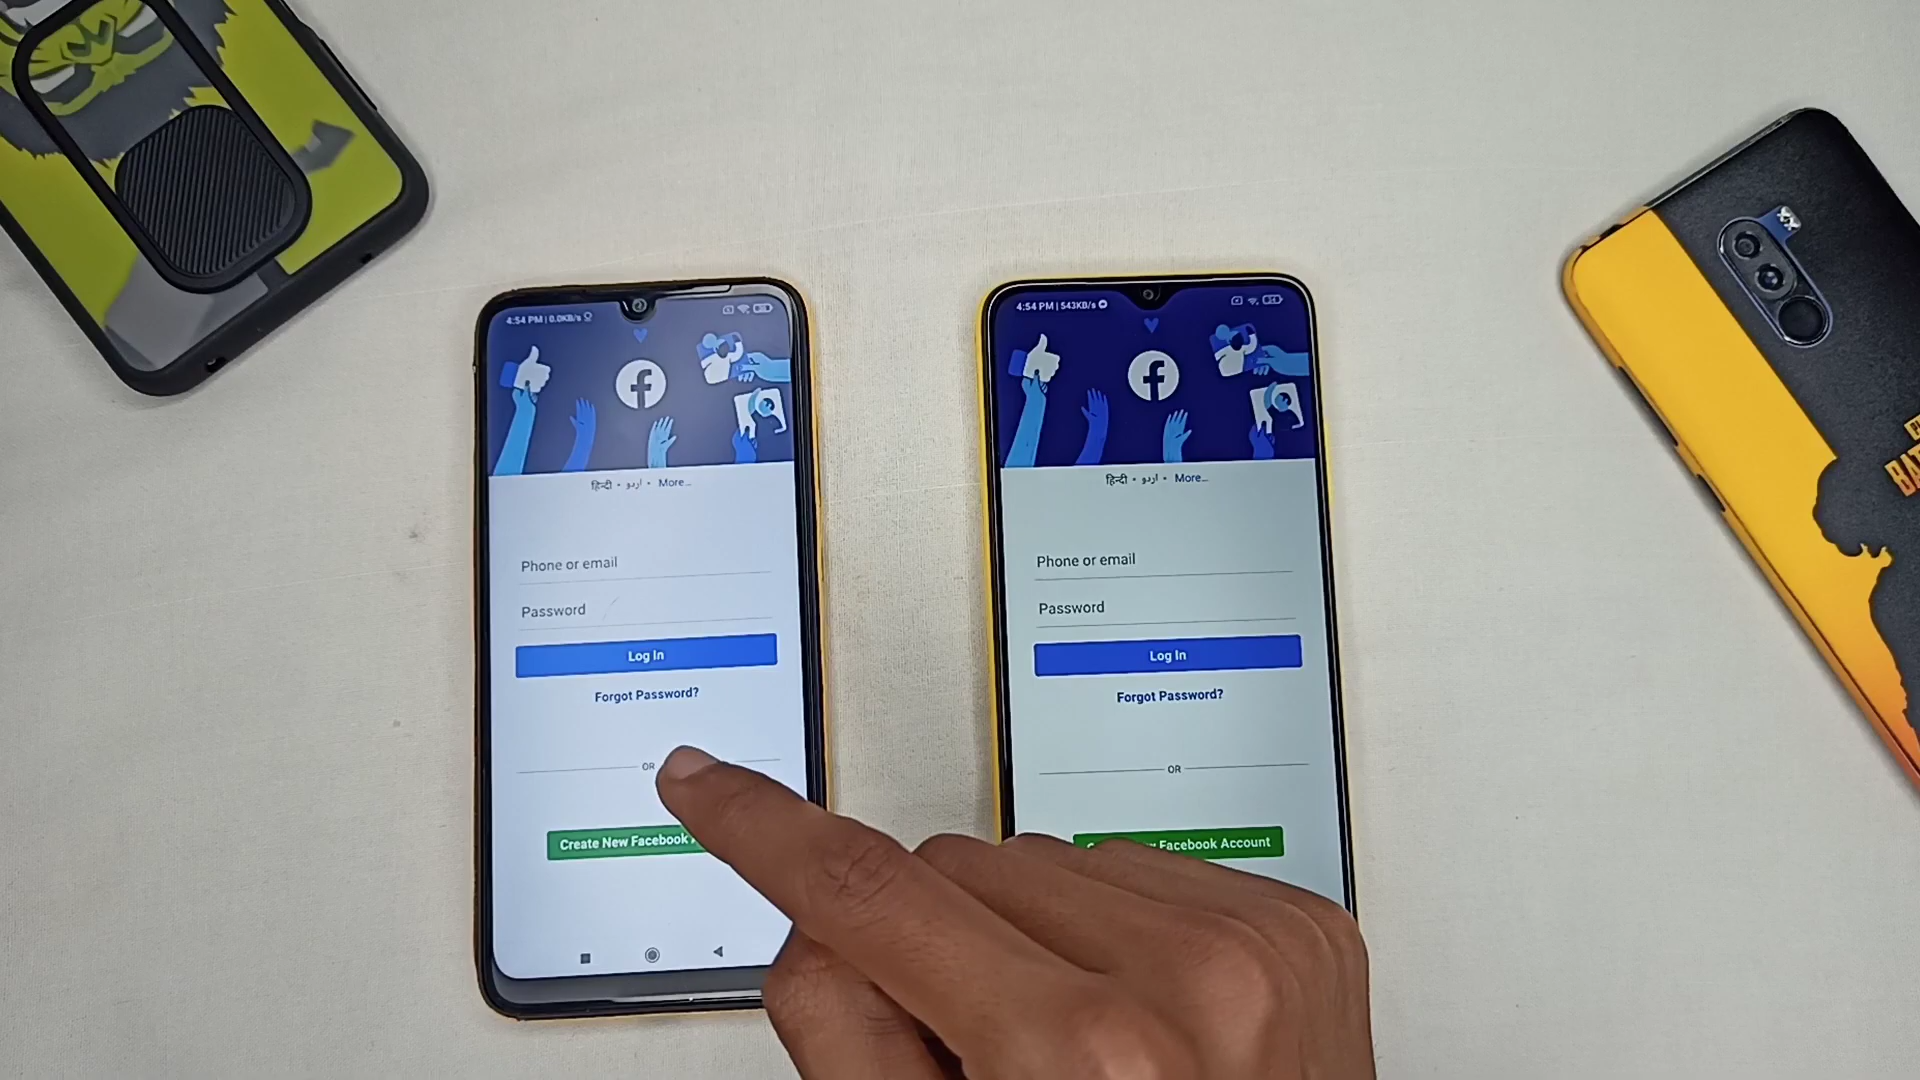 4:54 PM | 0.0KB/s
हिन्दी • اردو • More...
Phone or email
Password
Log In
Forgot Password?
OR
Create New Facebook
4:54 PM | 543KB/s
हिन्दी • اردو • More...
Phone or email
Password
Log In
Forgot Password?
OR
Facebook Account